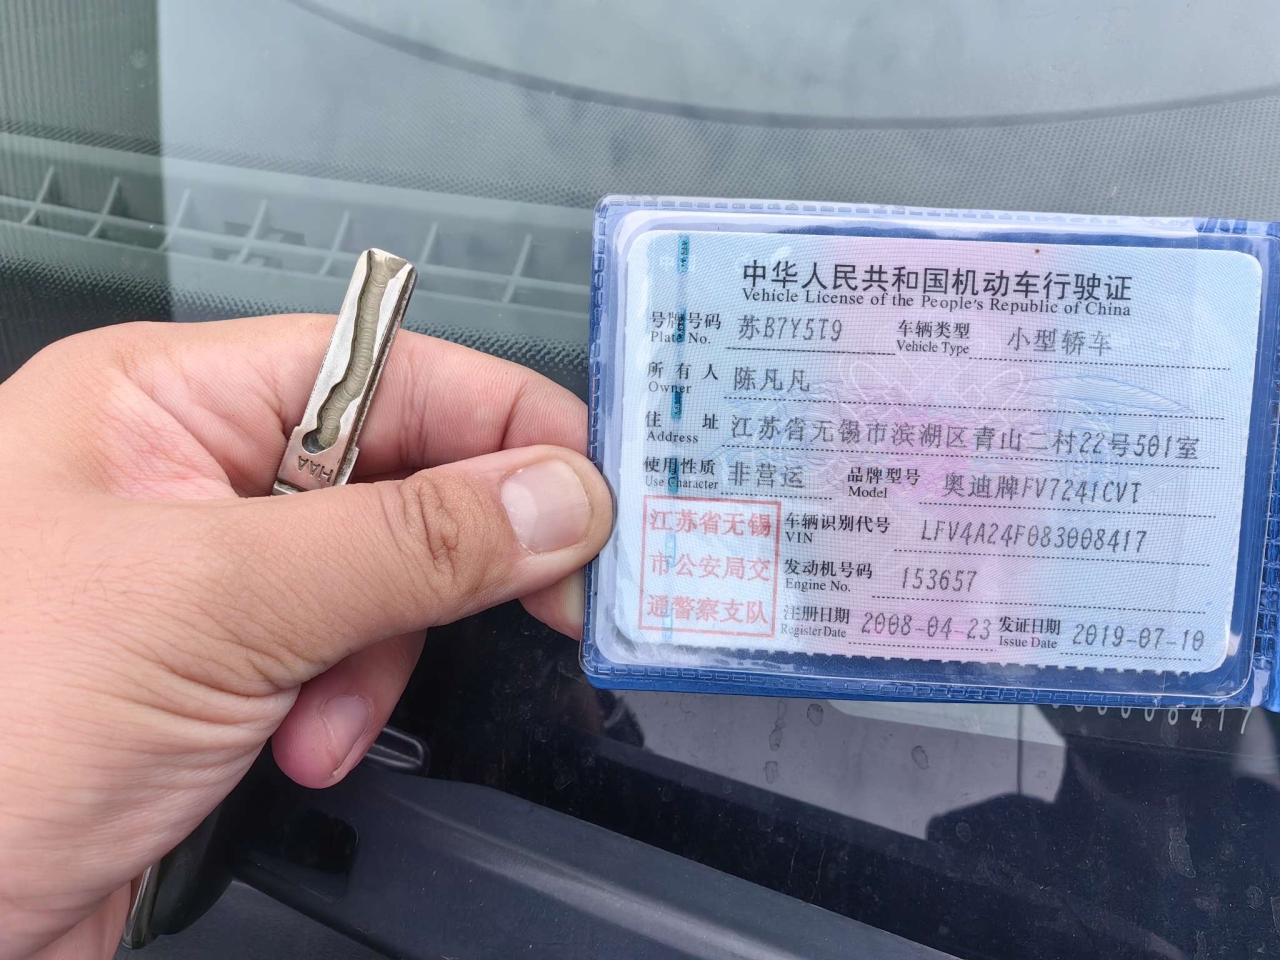 中华人民共和国机动车行驶证
Vehicle License of the People's Republic of China
号牌号码 苏B7Y5T9 车辆类型 小型轿车
Plate No. Vehicle Type
所有人 陈凡凡
Owner
住址 江苏省无锡市滨湖区青山二村22号501室
Address
使用性质 非营运 品牌型号 奥迪牌FV7241CVT
Use Character Model
江苏省无锡
市公安局交
通警察支队
车辆识别代号 LFV4A24F083008417
VIN
发动机号码 153657
Engine No.
注册日期 2008-04-23 发证日期 2019-07-10
Register Date Issue Date
HAA
8417